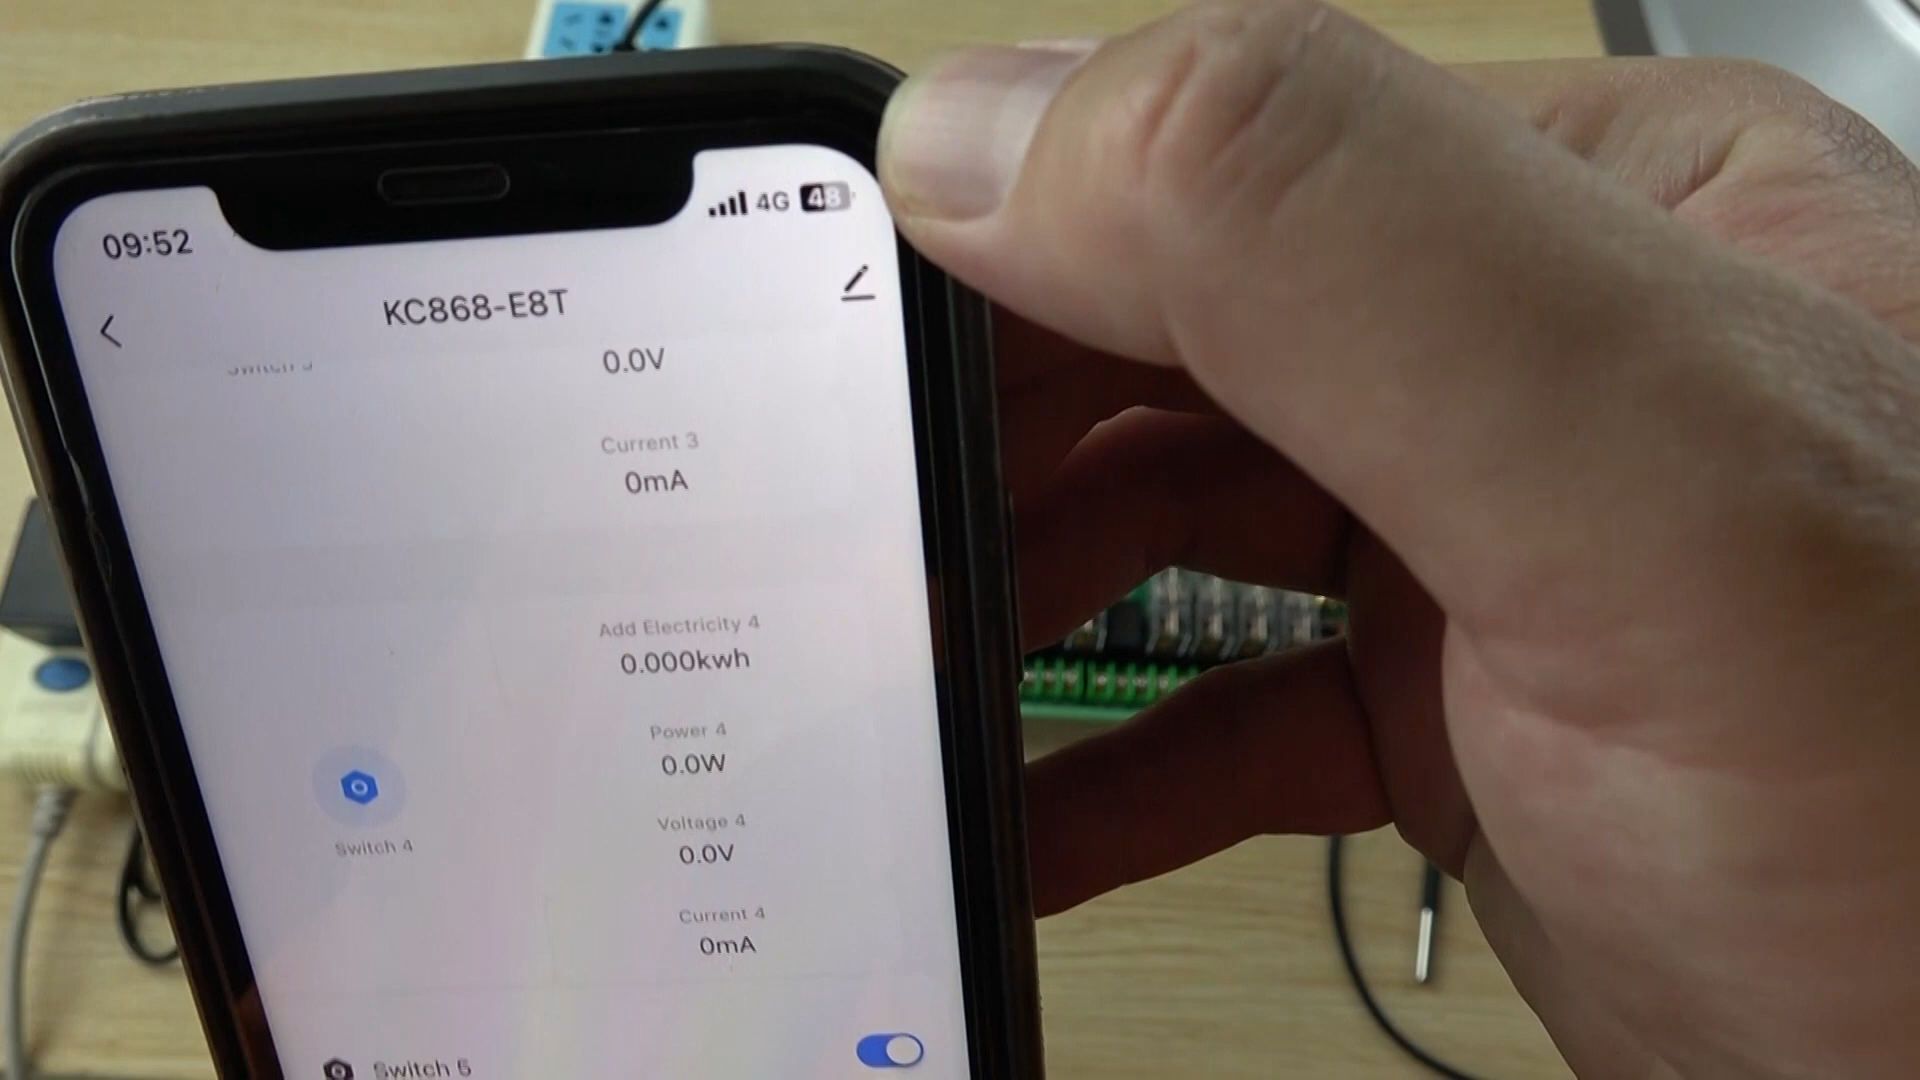 09:52
4G 48
KC868-E8T
0.0V
Current 3
0mA
Add Electricity 4
0.000kwh
Power 4
0.0W
Switch 4
Voltage 4
0.0V
Current 4
0mA
Switch 5